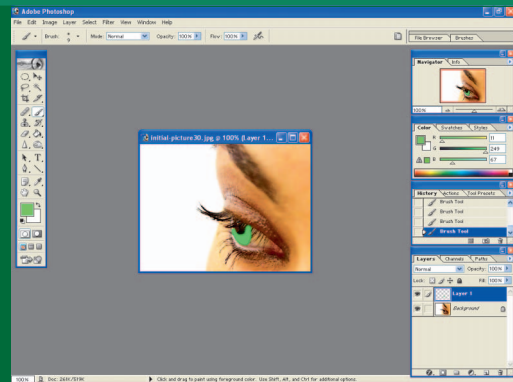 Adobe Photoshop
File Edit Image Layer Select Filter View Window Help
Brush: 9 Mode: Normal Opacity: 100% Flow: 100%
File Browser Brushes
Navigator Info
100%
Color Swatches Styles
R 11
G 249
B 67
History Actions Tool Presets
Brush Tool
Brush Tool
Brush Tool
Brush Tool
Layers Channels Paths
Normal Opacity: 100%
Lock: Fill: 100%
Layer 1
Background
initial-picture30.jpg @ 100% (Layer 1...
100% Doc: 263K/519K Click and drag to paint using foreground color. Use Shift, Alt, and Ctrl for additional options.